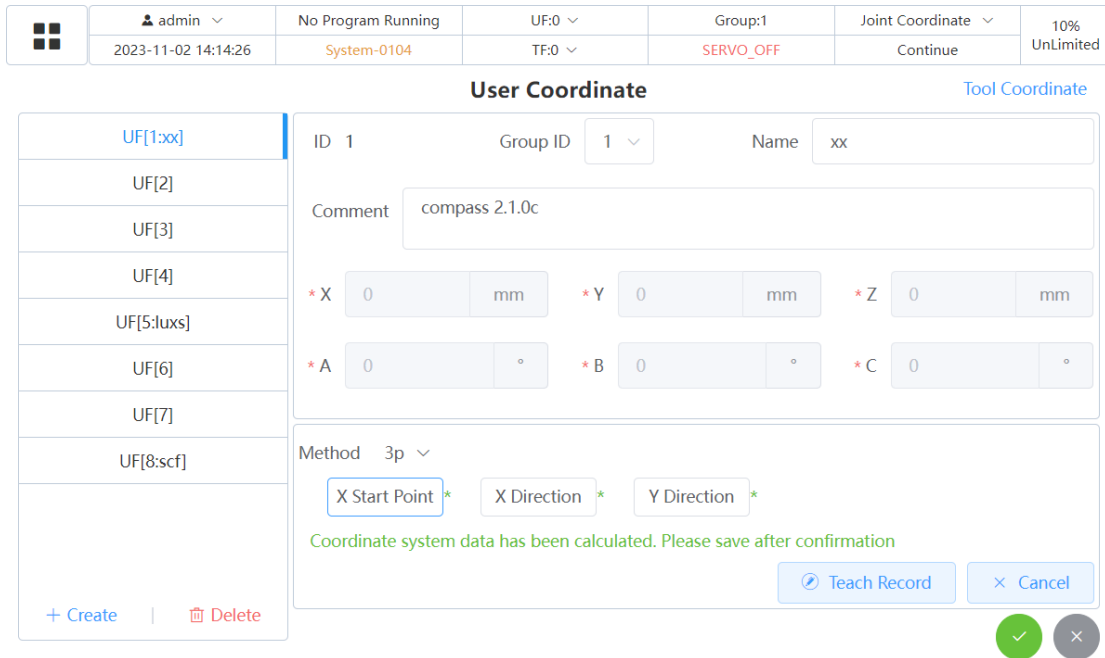 admin No Program Running UF:0 Group:1 Joint Coordinate 10% UnLimited
2023-11-02 14:14:26 System-0104 TF:0 SERVO_OFF Continue
User Coordinate Tool Coordinate
UF[1:xx]
UF[2]
UF[3]
UF[4]
UF[5:luxs]
UF[6]
UF[7]
UF[8:scf]
+ Create | Delete
ID 1 Group ID 1 Name xx
Comment compass 2.1.0c
* X 0 mm * Y 0 mm * Z 0 mm
* A 0 ° * B 0 ° * C 0 °
Method 3p
X Start Point * X Direction * Y Direction *
Coordinate system data has been calculated. Please save after confirmation
Teach Record × Cancel